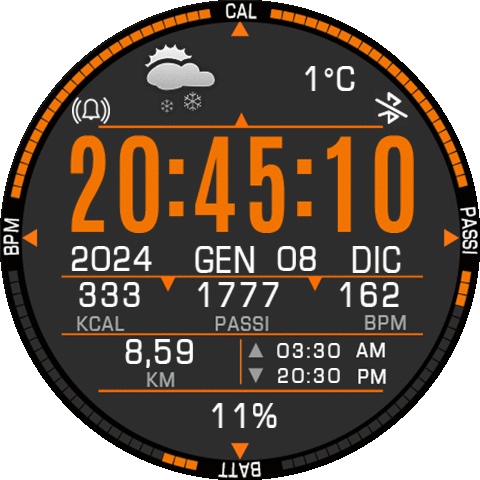 CAL
1°C
20:45:10
BPM
PASSI
2024 GEN 08 DIC
333 1777 162
KCAL PASSI BPM
8,59 03:30 AM
KM 20:30 PM
11%
BATT